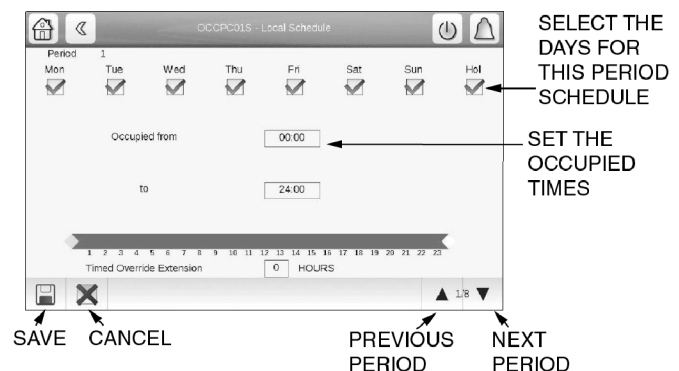 OCCPC01S - Local Schedule
SELECT THE
DAYS FOR
THIS PERIOD
SCHEDULE
Period 1
Mon Tue Wed Thu Fri Sat Sun Hol
Occupied from 00:00
SET THE
OCCUPIED
TIMES
to 24:00
1 2 3 4 5 6 7 8 9 10 11 12 13 14 15 16 17 18 19 20 21 22 23
Timed Override Extension 0 HOURS
1/8
SAVE CANCEL
PREVIOUS
PERIOD
NEXT
PERIOD